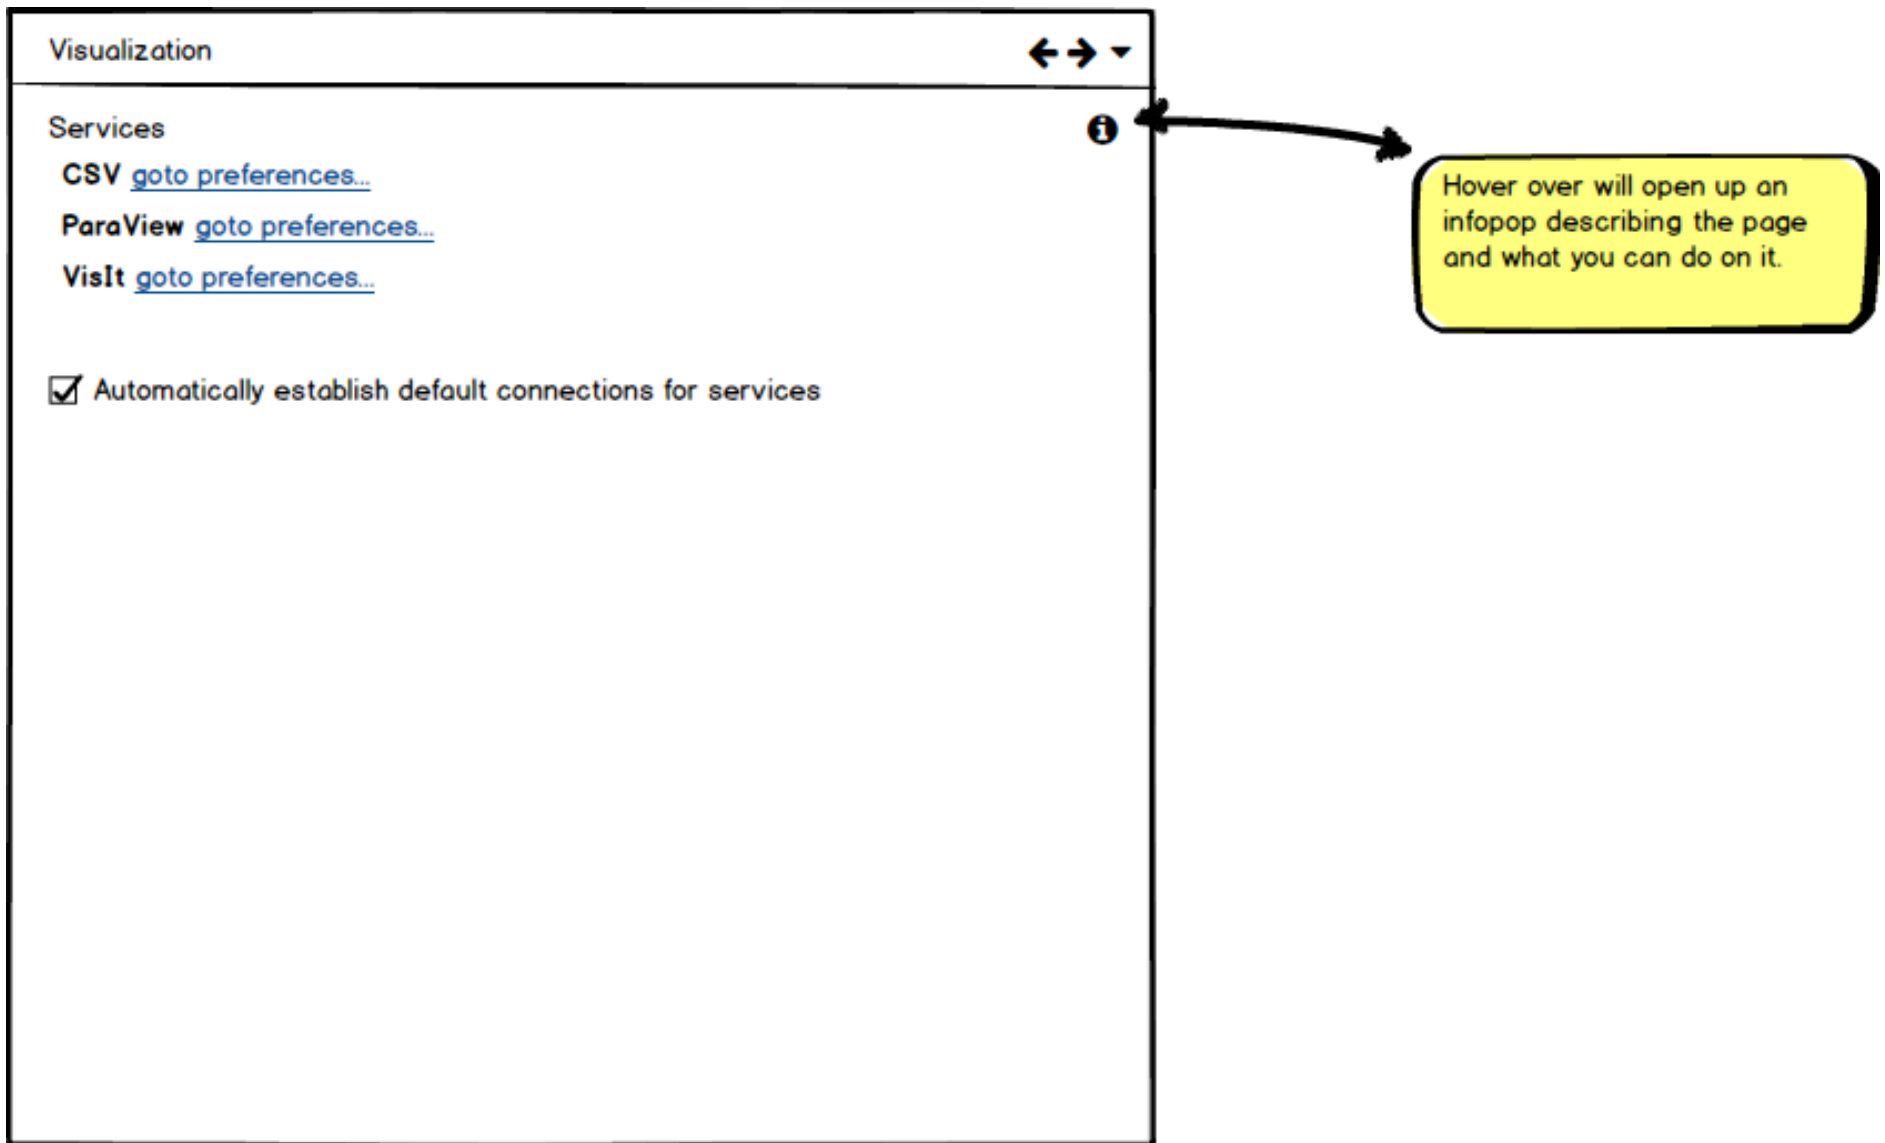 Visualization
Services
CSV goto preferences...
ParaView goto preferences...
VisIt goto preferences...
Automatically establish default connections for services
Hover over will open up an
infopop describing the page
and what you can do on it.